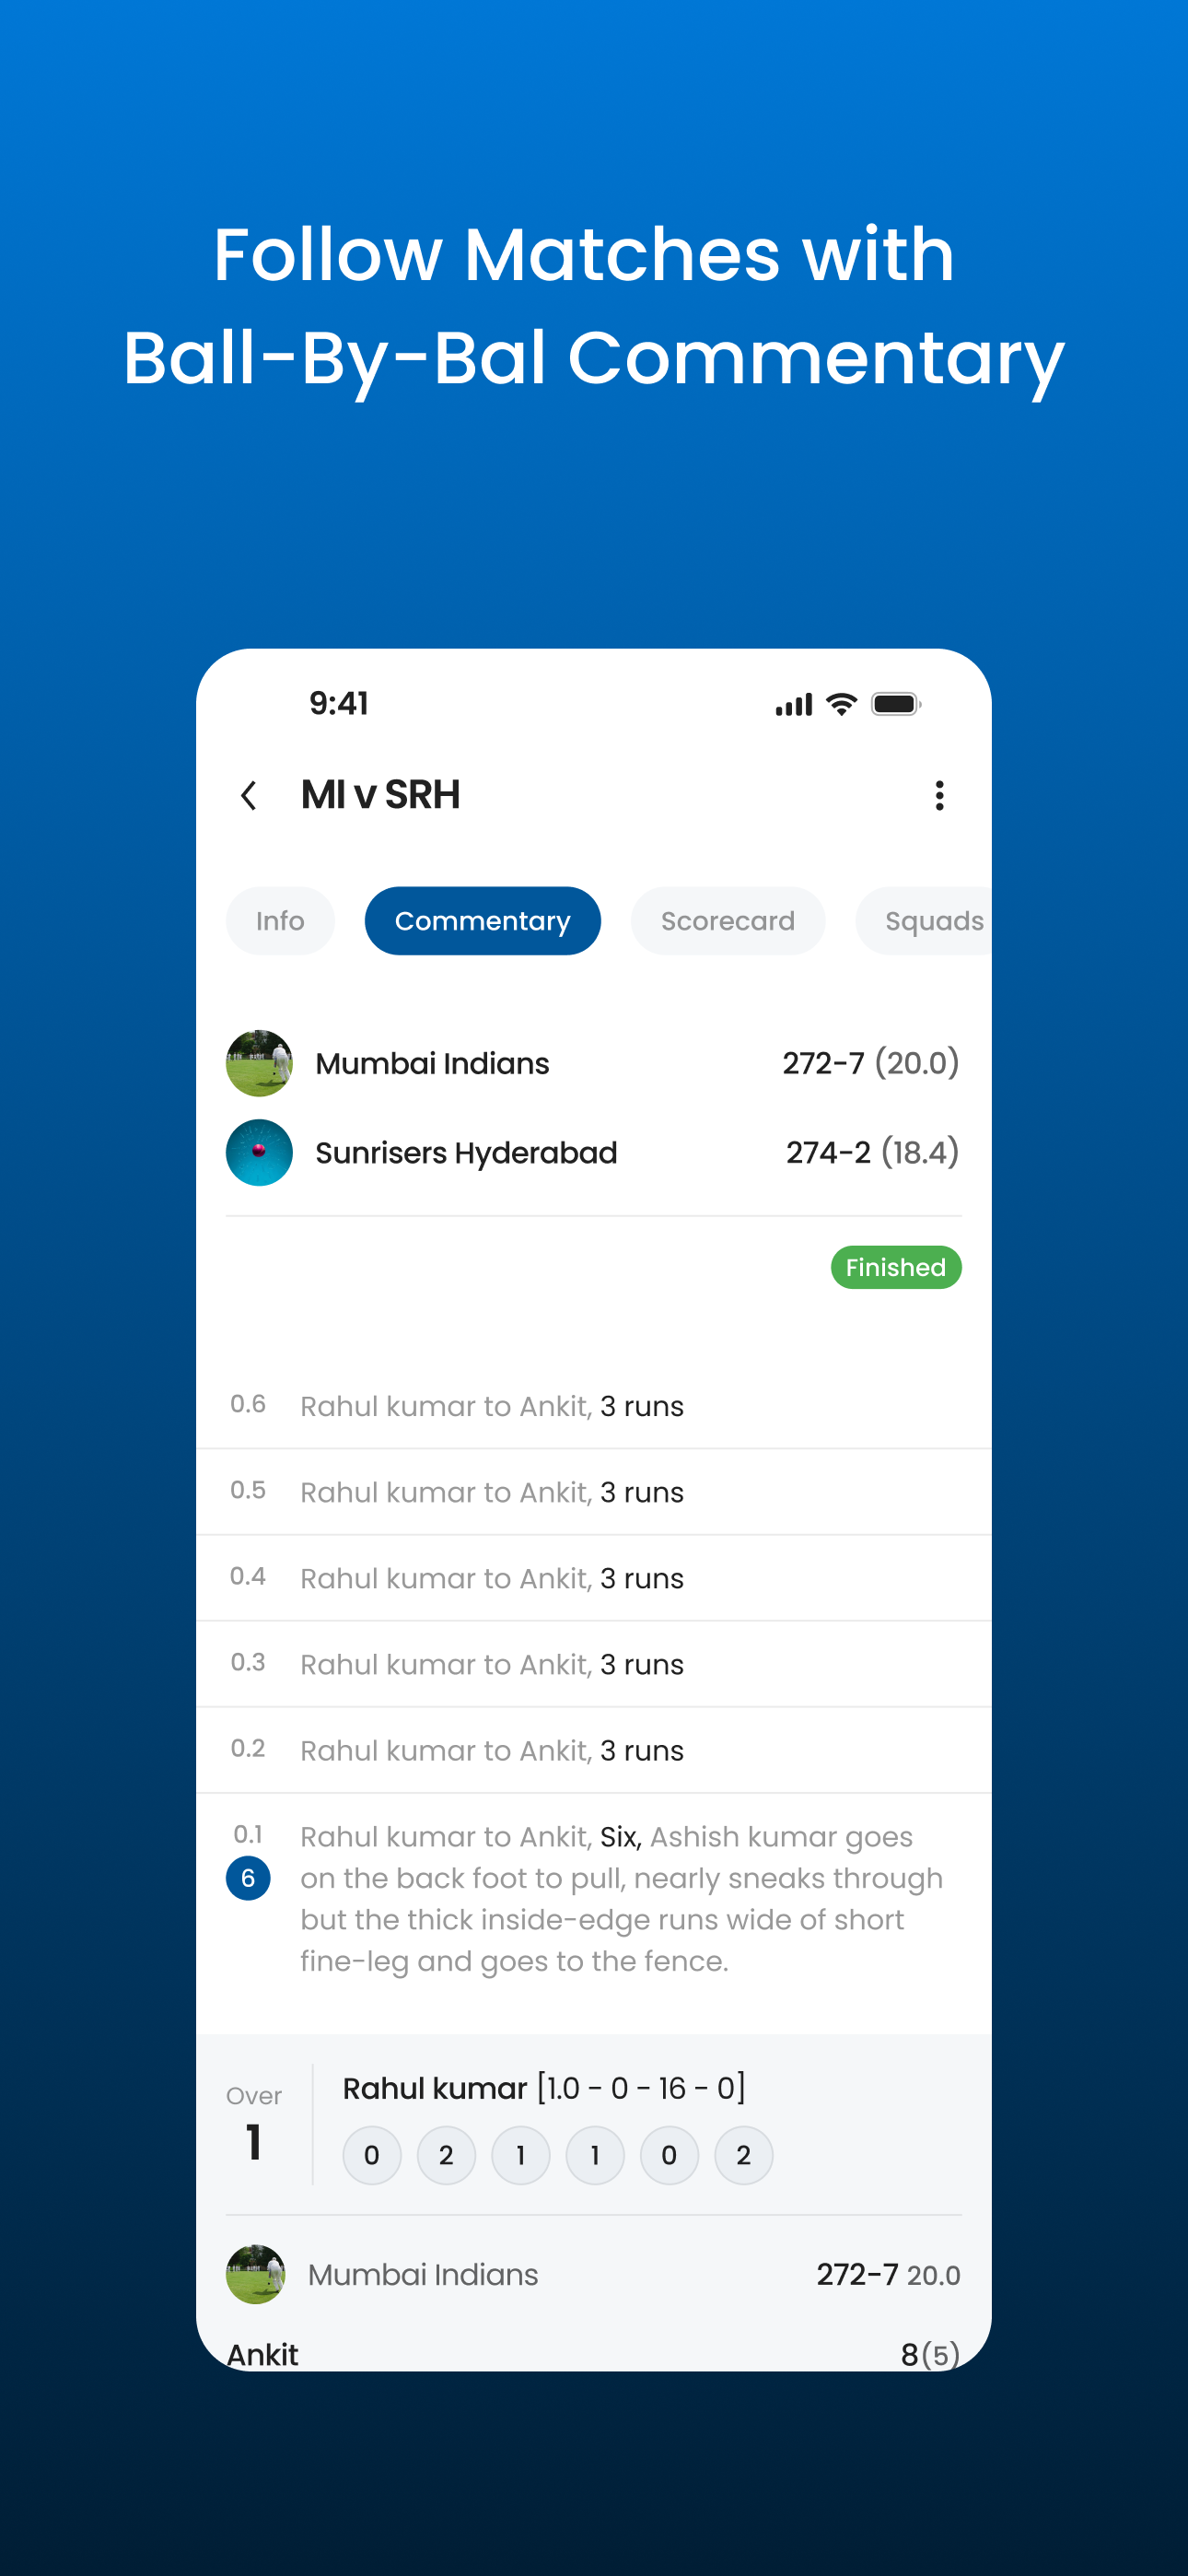 Follow Matches with
Ball-By-Bal Commentary
9:41
MI v SRH
Info Commentary Scorecard Squads
Mumbai Indians 272-7 (20.0)
Sunrisers Hyderabad 274-2 (18.4)
Finished
0.6 Rahul kumar to Ankit, 3 runs
0.5 Rahul kumar to Ankit, 3 runs
0.4 Rahul kumar to Ankit, 3 runs
0.3 Rahul kumar to Ankit, 3 runs
0.2 Rahul kumar to Ankit, 3 runs
0.1 Rahul kumar to Ankit, Six, Ashish kumar goes
6 on the back foot to pull, nearly sneaks through
but the thick inside-edge runs wide of short
fine-leg and goes to the fence.
Over Rahul kumar [1.0 - 0 - 16 - 0]
1 0 2 1 1 0 2
Mumbai Indians 272-7 20.0
Ankit 8(5)